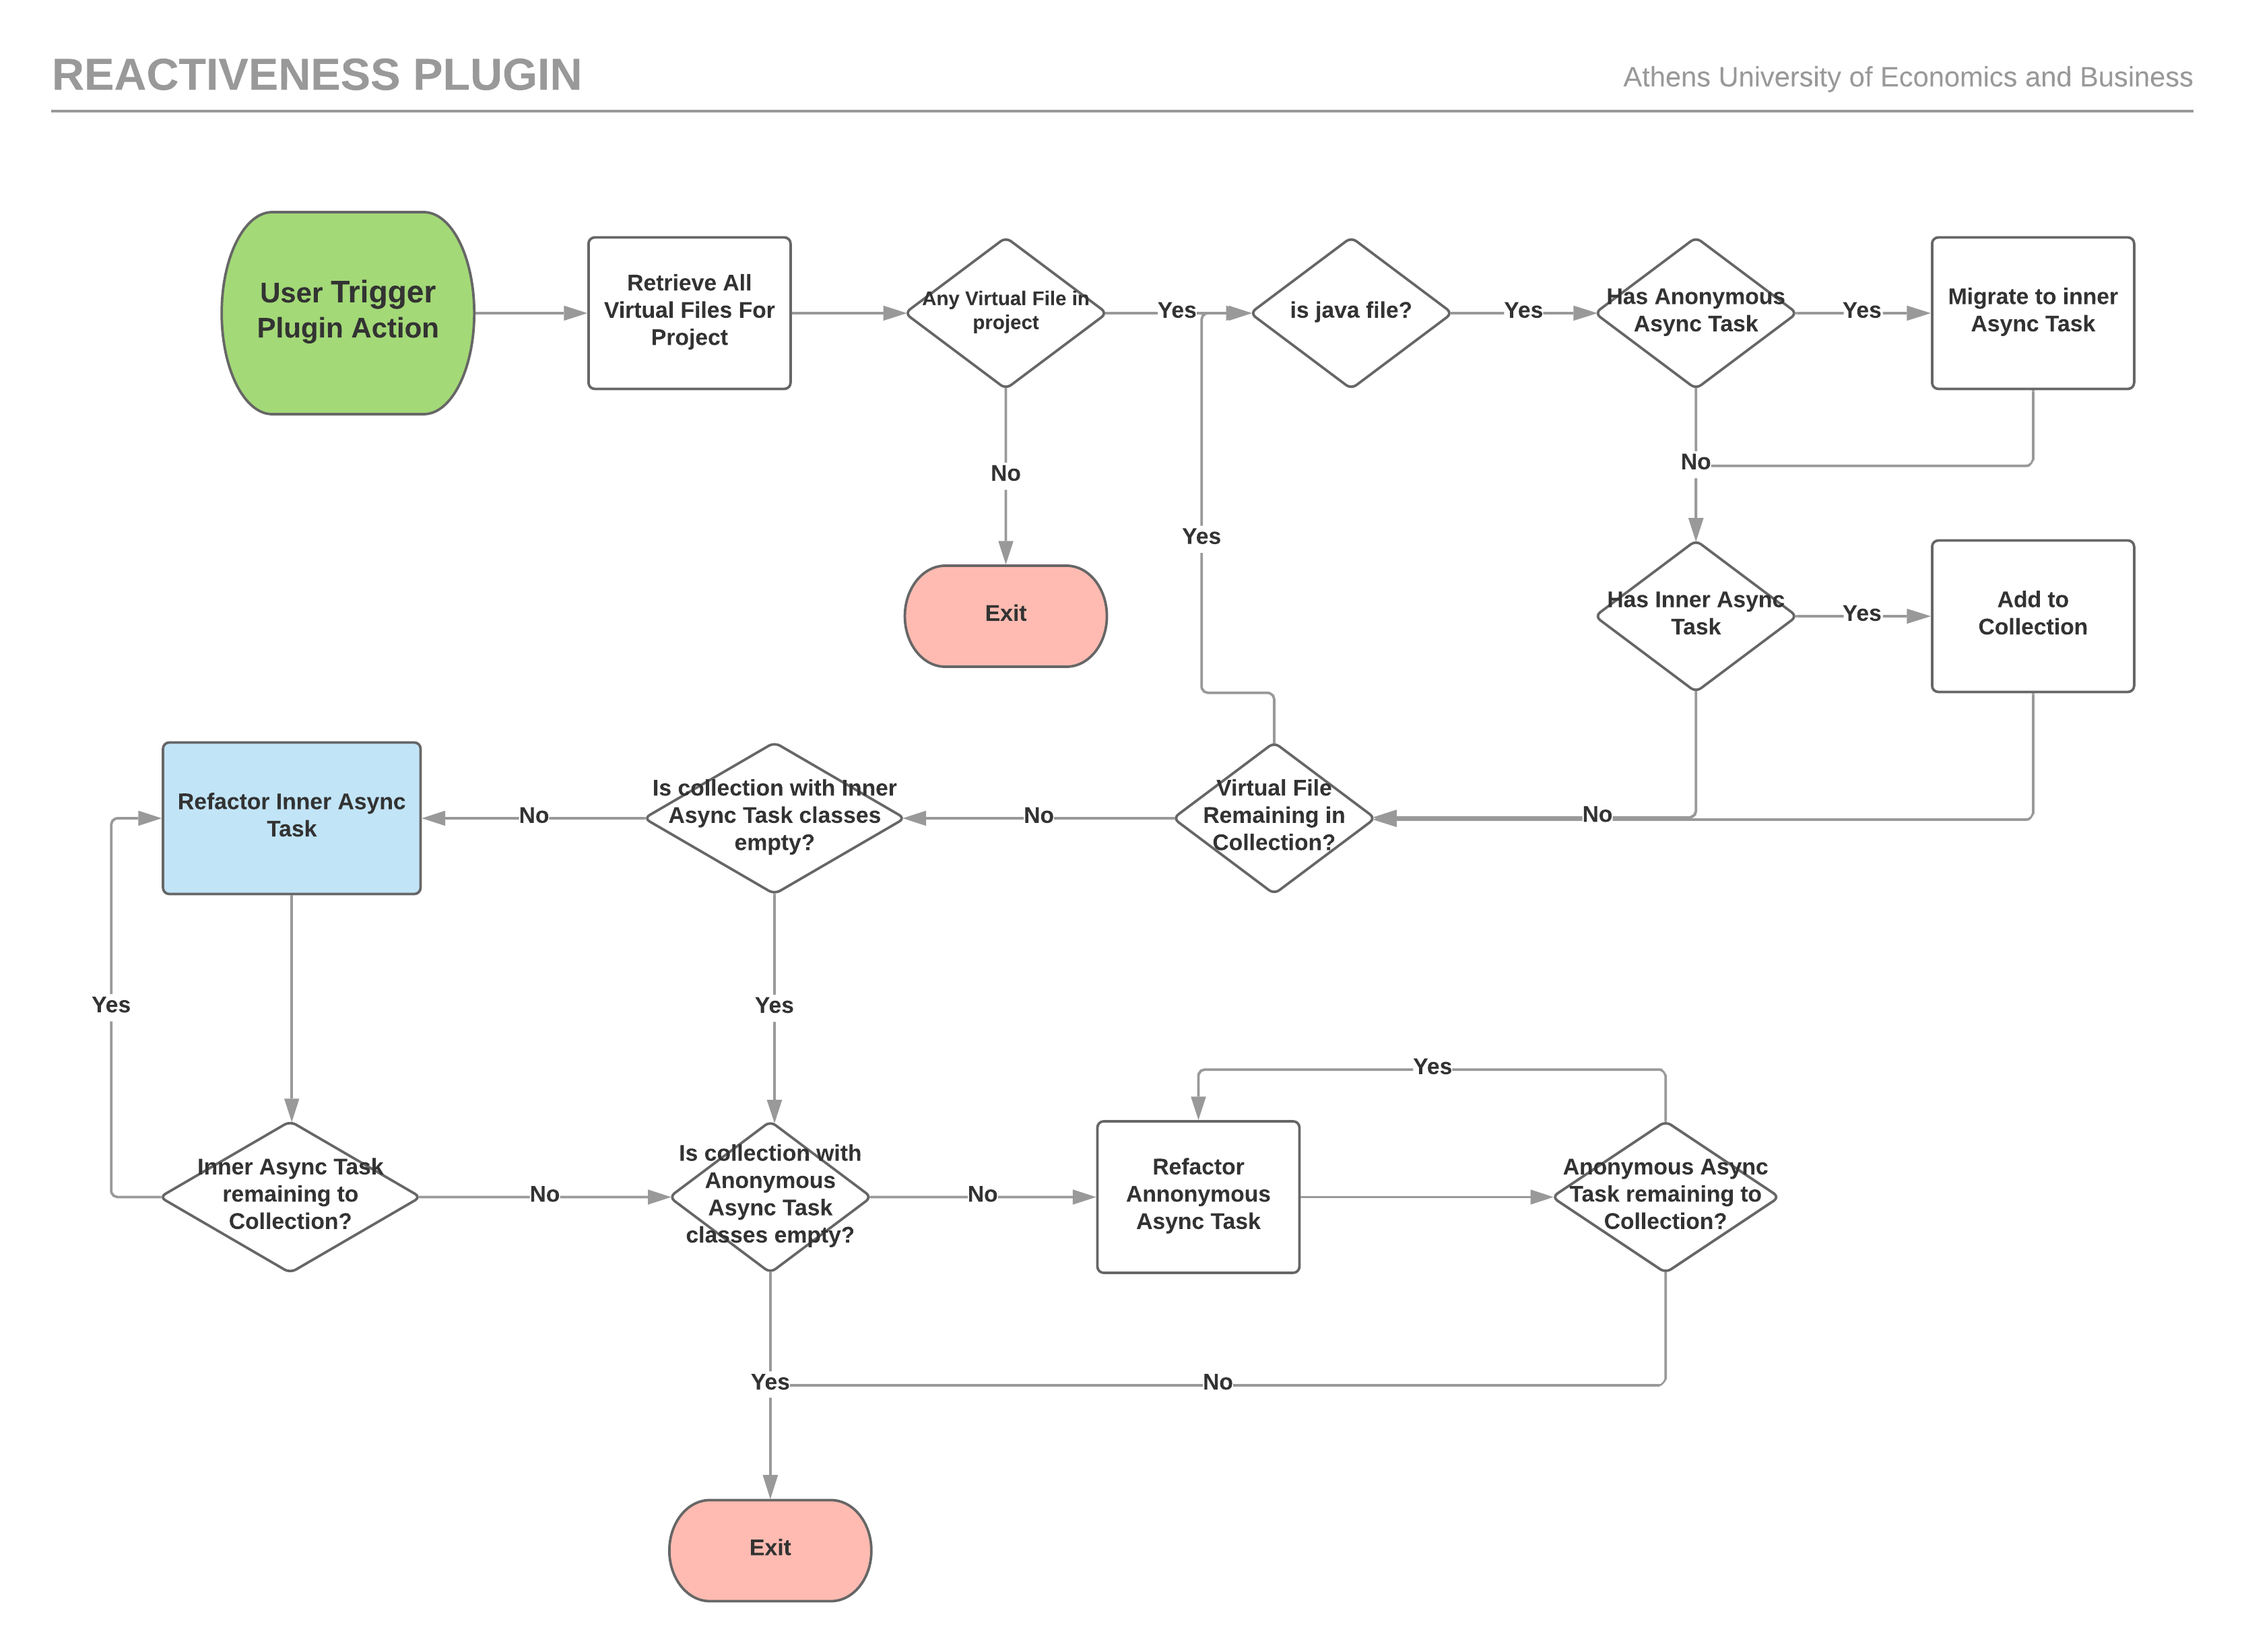 REACTIVENESS PLUGIN
Athens University of Economics and Business
User Trigger
Plugin Action
Retrieve All
Virtual Files For
Project
Any Virtual File in
project
Yes
is java file?
Yes
Has Anonymous
Async Task
Yes
Migrate to inner
Async Task
No
No
Yes
Exit
Has Inner Async
Task
Yes
Add to
Collection
Refactor Inner Async
Task
No
Is collection with Inner
Async Task classes
empty?
No
Virtual File
Remaining in
Collection?
No
Yes
Yes
Yes
Inner Async Task
remaining to
Collection?
No
Is collection with
Anonymous
Async Task
classes empty?
No
Refactor
Annonymous
Async Task
Anonymous Async
Task remaining to
Collection?
Yes
No
Exit